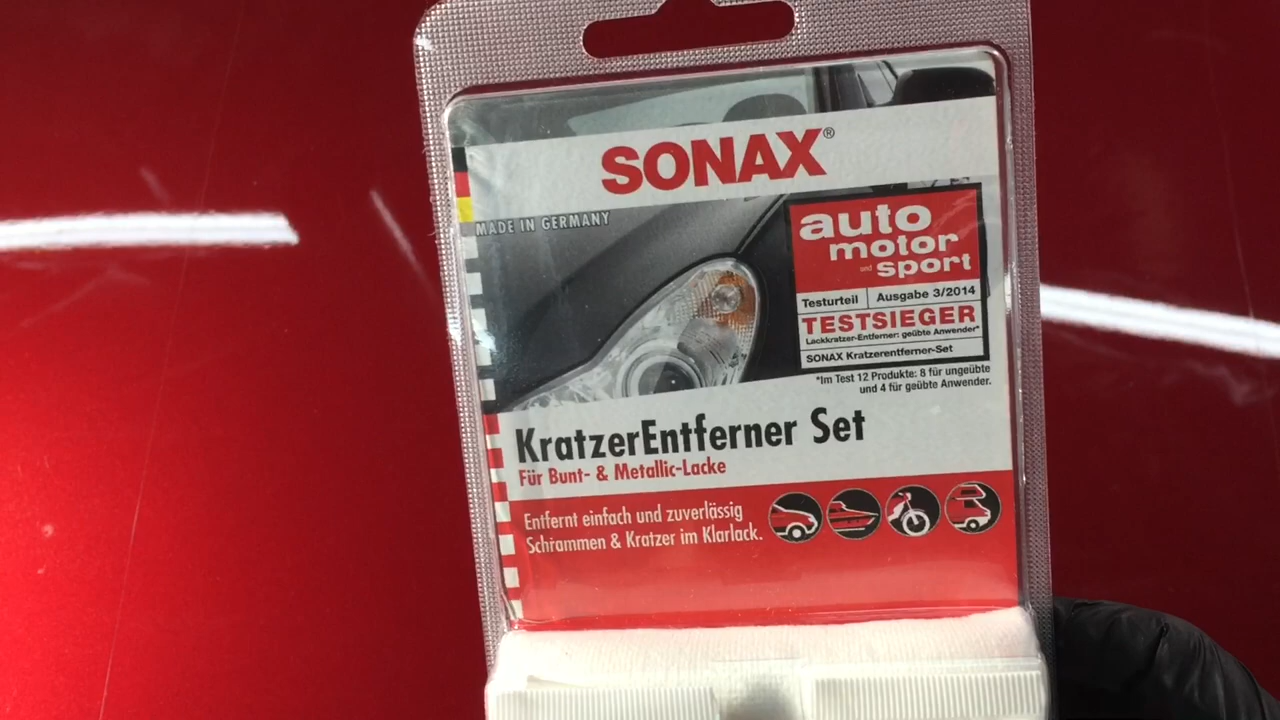 SONAX®
MADE IN GERMANY
auto
motor
und sport
Testurteil Ausgabe 3/2014
TESTSIEGER
Lackkratzer-Entferner: geübte Anwender*
SONAX Kratzerentferner-Set
*Im Test 12 Produkte: 8 für ungeübte
und 4 für geübte Anwender.
KratzerEntferner Set
Für Bunt- & Metallic-Lacke
Entfernt einfach und zuverlässig
Schrammen & Kratzer im Klarlack.